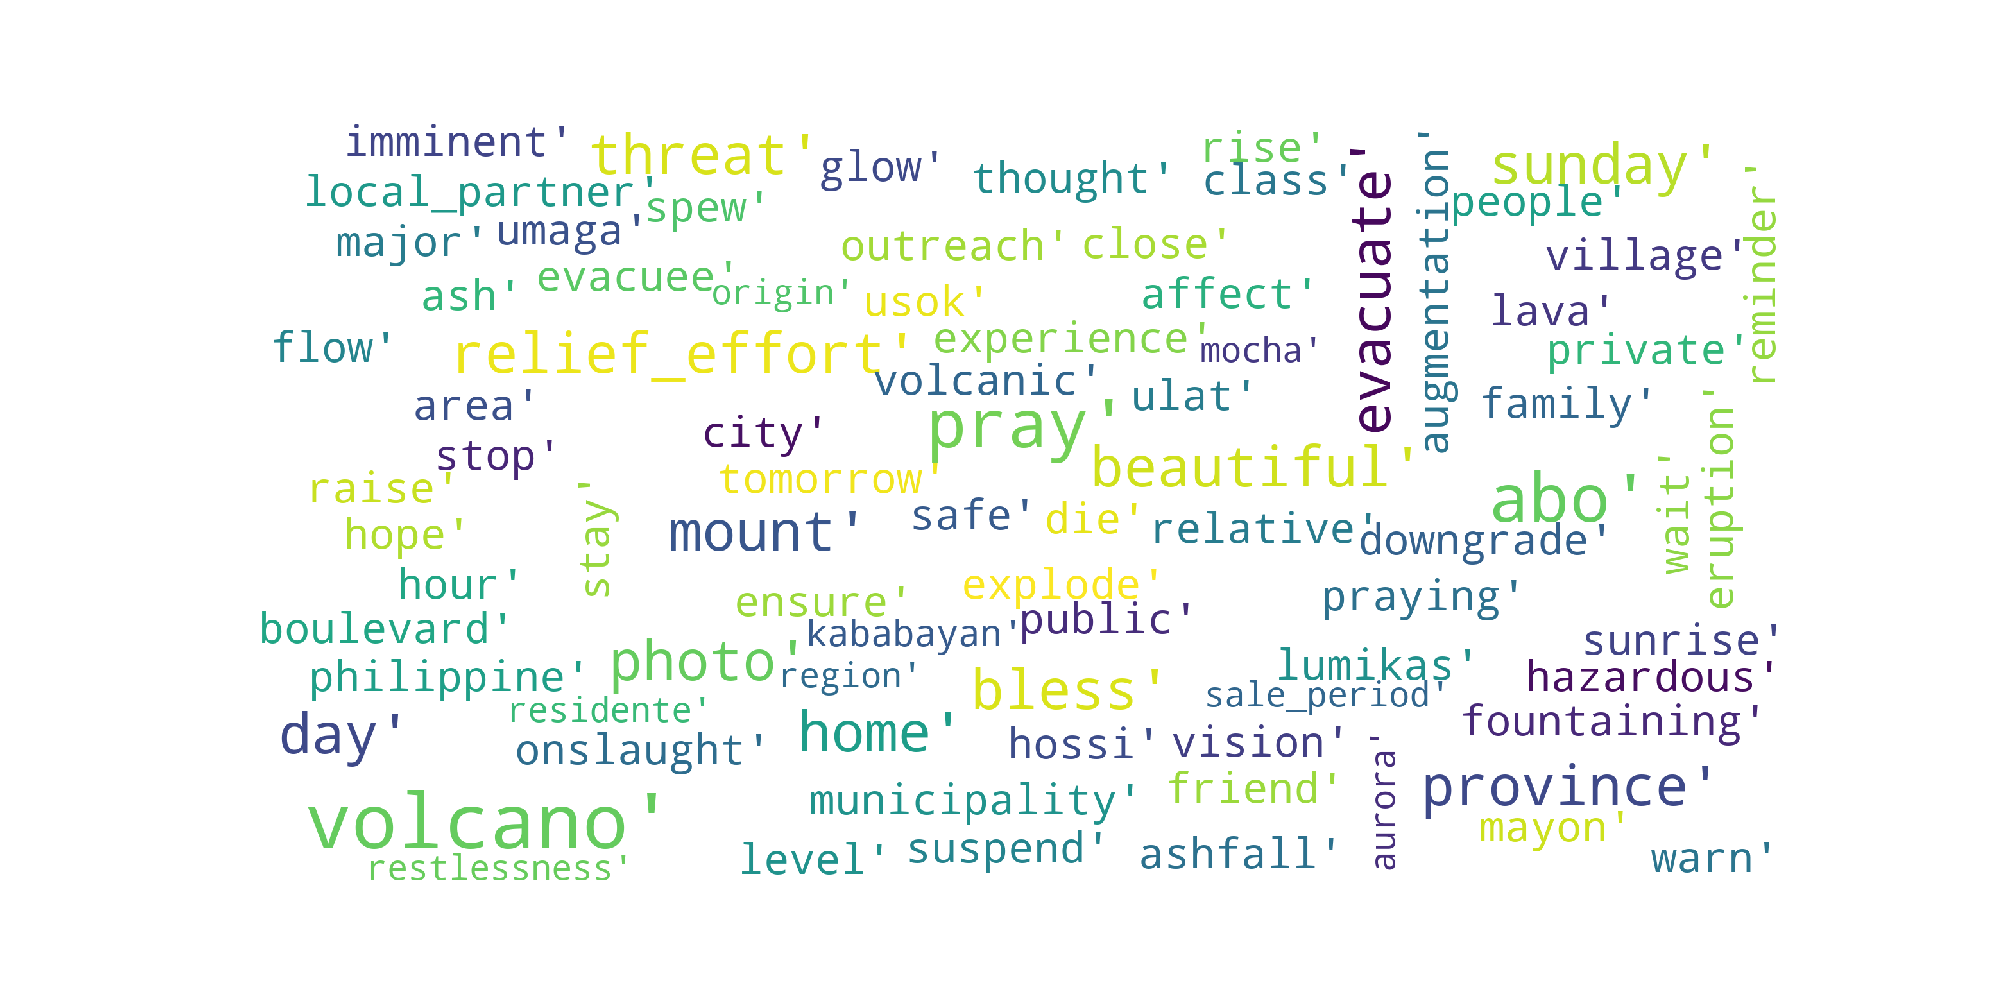 imminent'
threat'
glow'
thought'
rise'
class'
evacuate'
augmentation'
sunday'
people'
reminder'
local_partner'
spew'
major'
umaga'
outreach'
close'
village'
ash'
evacuee'
origin'
usok'
affect'
lava'
flow'
relief_effort'
experience'
mocha'
private'
volcanic'
ulat'
area'
city'
pray'
family'
stop'
tomorrow'
beautiful'
raise'
hope'
stay'
mount'
safe'
die'
relative'
downgrade'
abo'
wait'
eruption'
hour'
ensure'
explode'
praying'
boulevard'
kababayan'
public'
sunrise'
philippine'
photo'
region'
bless'
lumikas'
sale_period'
hazardous'
day'
residente'
onslaught'
home'
hossi'
vision'
fountaining'
volcano'
municipality'
friend'
aurora'
province'
mayon'
restlessness'
level'
suspend'
ashfall'
warn'